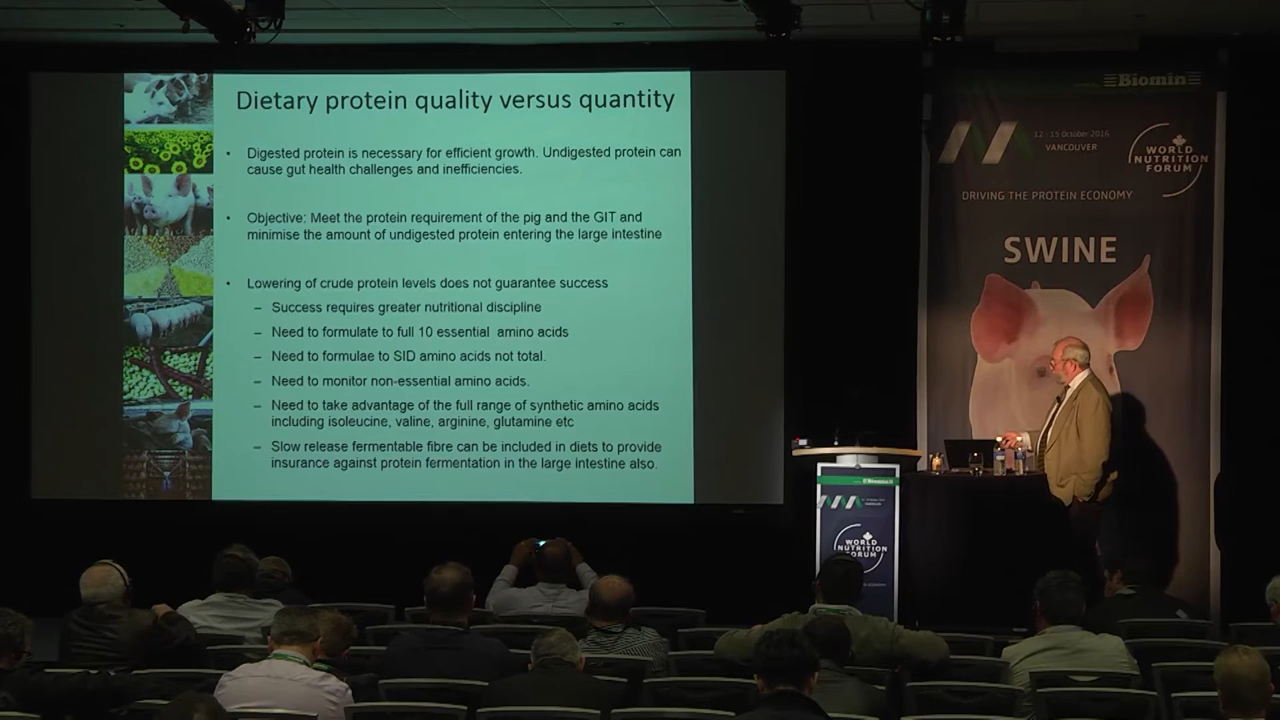 Dietary protein quality versus quantity
• Digested protein is necessary for efficient growth. Undigested protein can
cause gut health challenges and inefficiencies.
• Objective: Meet the protein requirement of the pig and the GIT and
minimise the amount of undigested protein entering the large intestine
• Lowering of crude protein levels does not guarantee success
– Success requires greater nutritional discipline
– Need to formulate to full 10 essential amino acids
– Need to formulae to SID amino acids not total.
– Need to monitor non-essential amino acids.
– Need to take advantage of the full range of synthetic amino acids
including isoleucine, valine, arginine, glutamine etc
– Slow release fermentable fibre can be included in diets to provide
insurance against protein fermentation in the large intestine also.
Biomin
12 - 15 October 2016
VANCOUVER
WORLD
NUTRITION
FORUM
DRIVING THE PROTEIN ECONOMY
SWINE
Biomin
WORLD
NUTRITION
FORUM